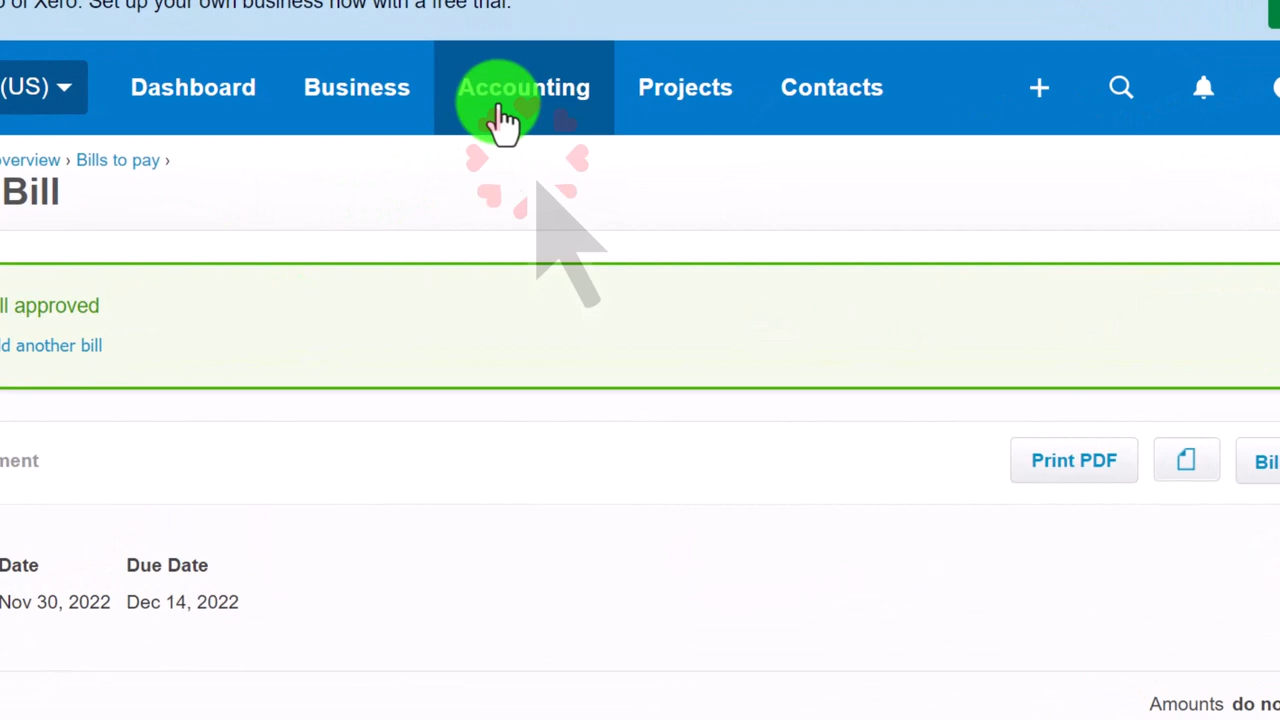 of Xero. Set up your own business now with a free trial.
(US) Dashboard Business Accounting Projects Contacts
overview › Bills to pay ›
Bill
ll approved
d another bill
ment
Print PDF
Bil
Date Due Date
Nov 30, 2022 Dec 14, 2022
Amounts do no